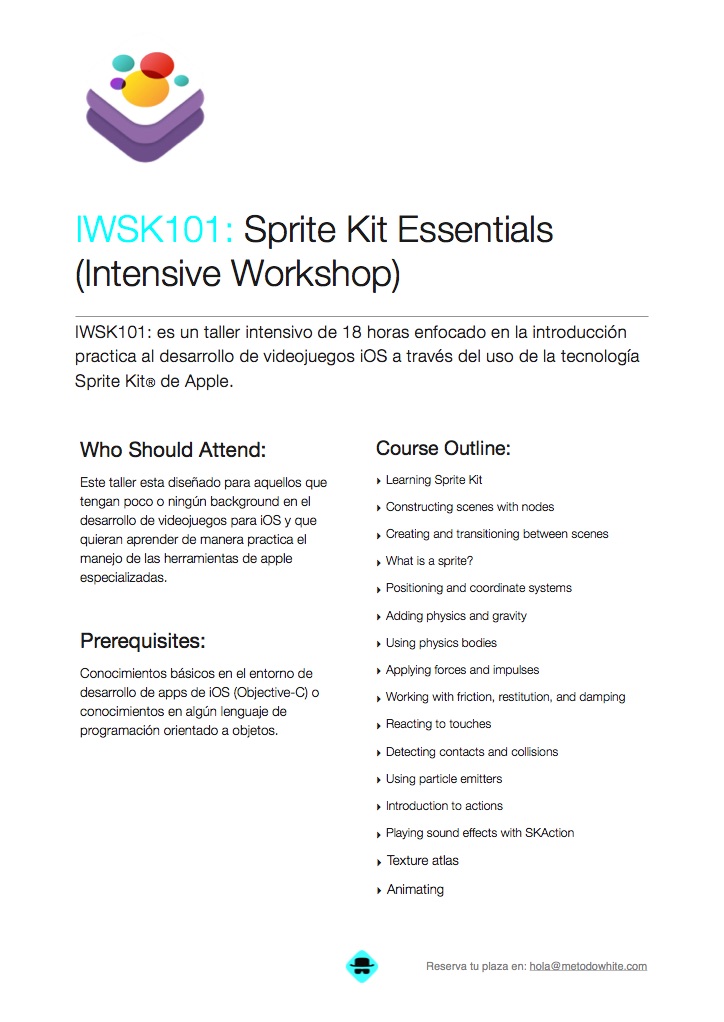 IWSK101: Sprite Kit Essentials
(Intensive Workshop)
IWSK101: es un taller intensivo de 18 horas enfocado en la introducción
practica al desarrollo de videojuegos iOS a través del uso de la tecnología
Sprite Kit® de Apple.
Who Should Attend:
Este taller esta diseñado para aquellos que
tengan poco o ningún background en el
desarrollo de videojuegos para iOS y que
quieran aprender de manera practica el
manejo de las herramientas de apple
especializadas.
Prerequisites:
Conocimientos básicos en el entorno de
desarrollo de apps de iOS (Objective-C) o
conocimientos en algún lenguaje de
programación orientado a objetos.
Course Outline:
Learning Sprite Kit
Constructing scenes with nodes
Creating and transitioning between scenes
What is a sprite?
Positioning and coordinate systems
Adding physics and gravity
Using physics bodies
Applying forces and impulses
Working with friction, restitution, and damping
Reacting to touches
Detecting contacts and collisions
Using particle emitters
Introduction to actions
Playing sound effects with SKAction
Texture atlas
Animating
Reserva tu plaza en: hola@metodowhite.com